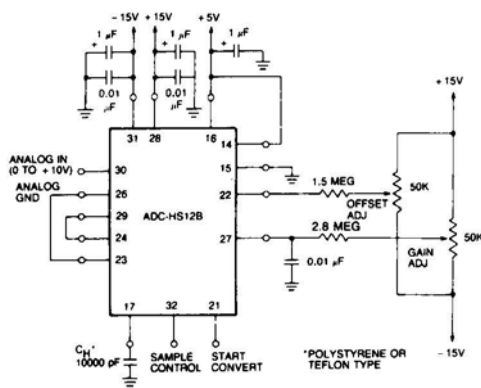 - 15V +15V +5V
1 µF 1 µF 1 µF
+ + +
0.01 µF 0.01 µF
+15V
31 28 16
14
ANALOG IN (0 TO +10V)
30
15
ANALOG GND
26
22
1.5 MEG
50K
OFFSET ADJ
29
ADC-HS12B
2.8 MEG
24
27
50K
GAIN ADJ
23
0.01 µF
17 32 21
CH*
10000 pF
SAMPLE CONTROL
START CONVERT
*POLYSTYRENE OR TEFLON TYPE
- 15V